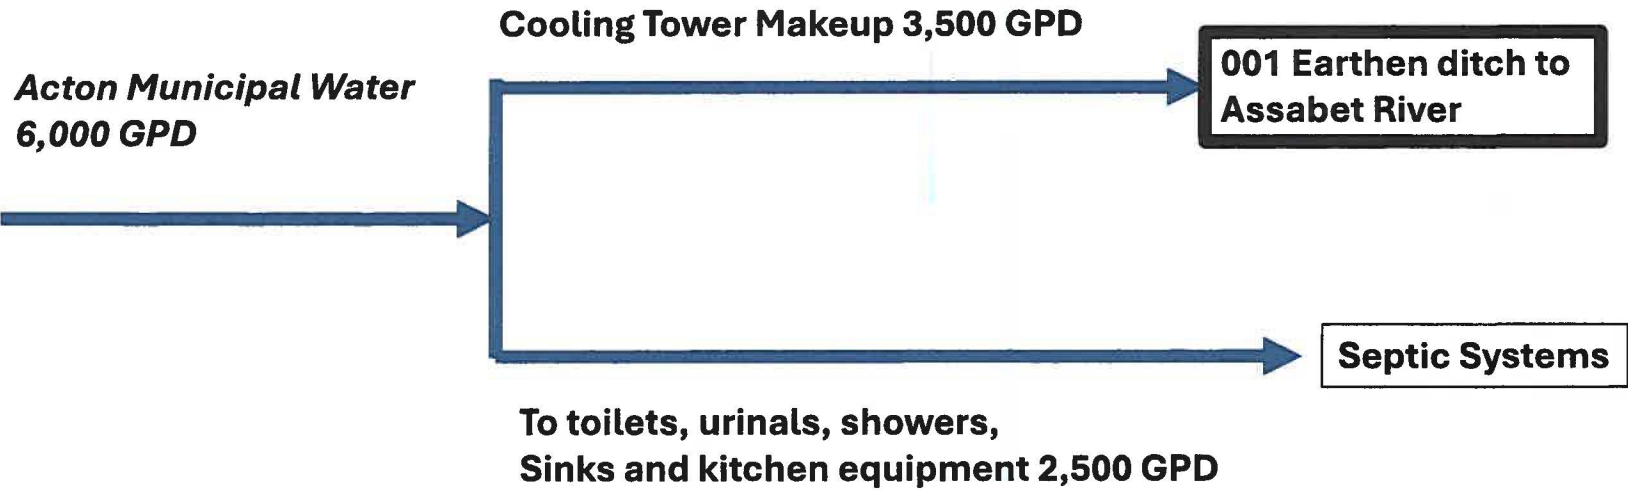 Cooling Tower Makeup 3,500 GPD
Acton Municipal Water
6,000 GPD
001 Earthen ditch to
Assabet River
Septic Systems
To toilets, urinals, showers,
Sinks and kitchen equipment 2,500 GPD